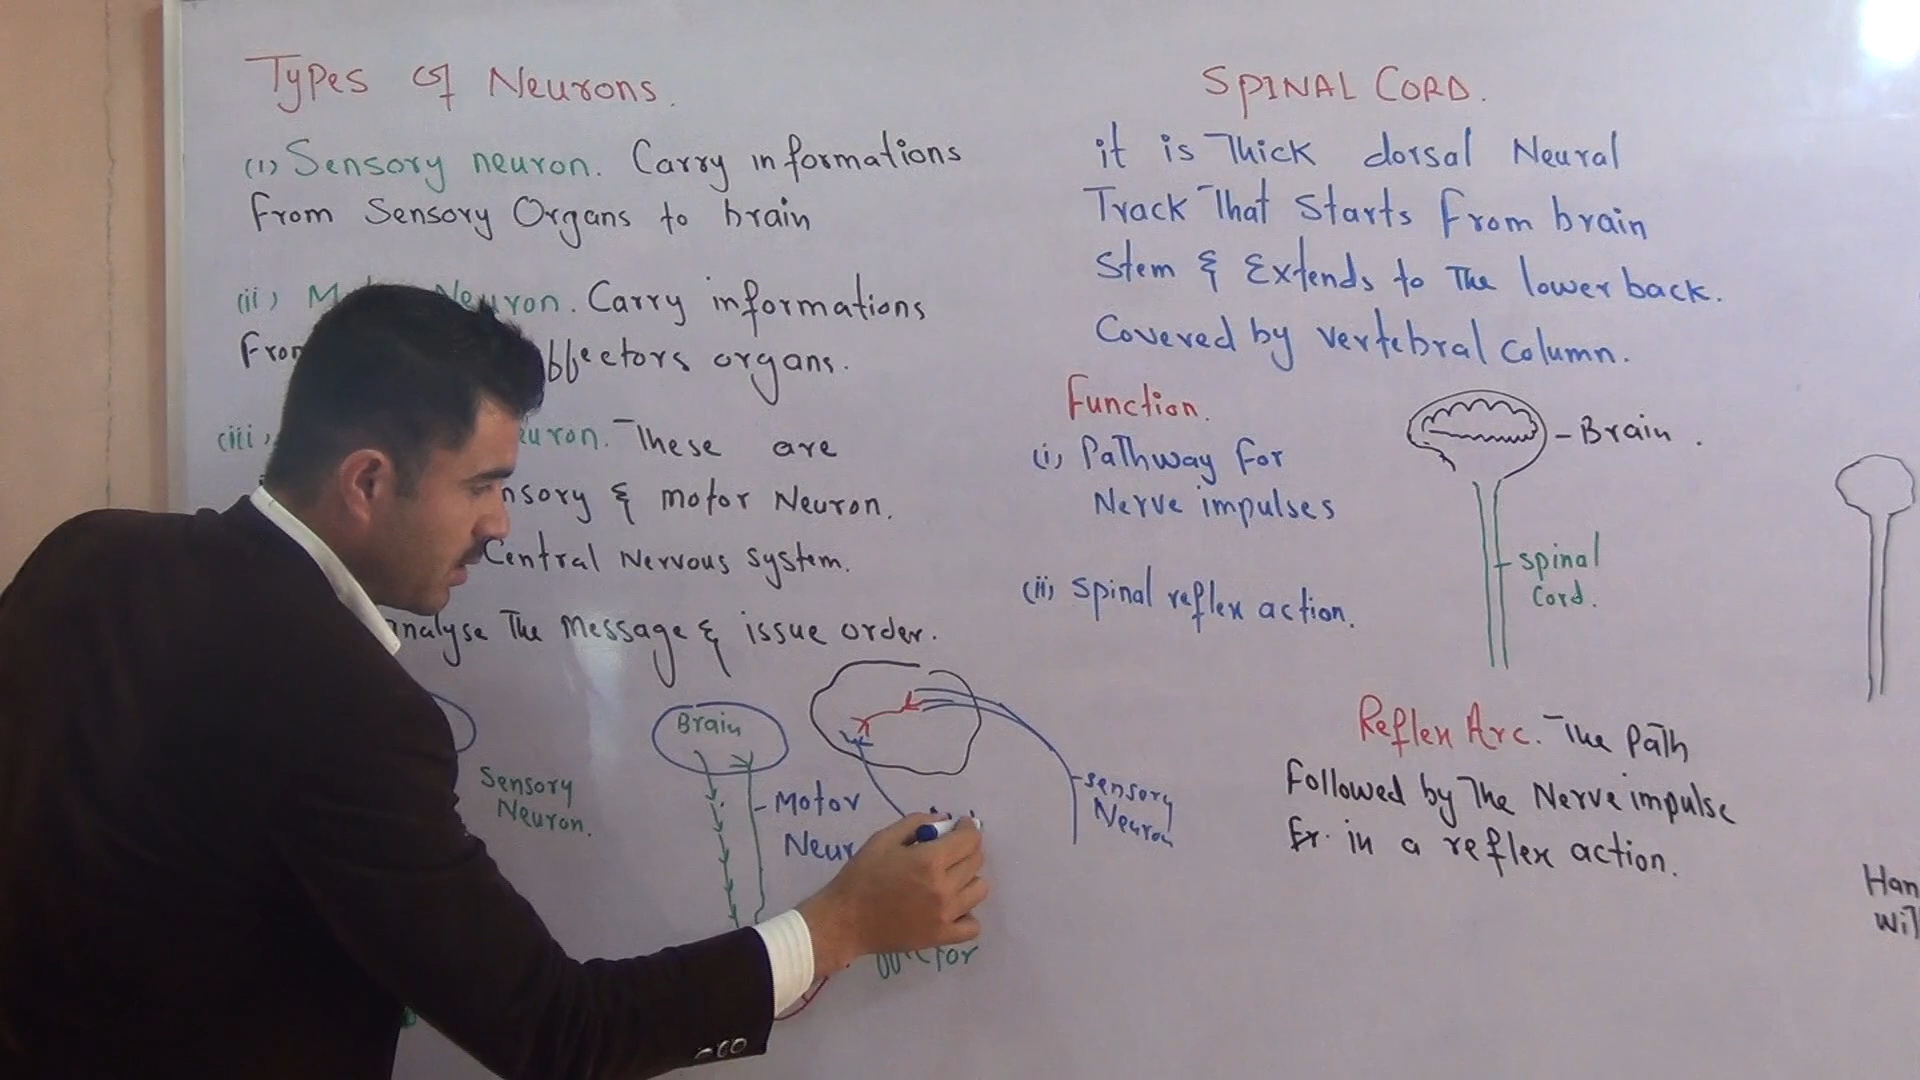 Types of Neurons.
(i) Sensory neuron. Carry informations
from Sensory Organs to brain
(ii) Neuron. Carry informations
effectors organs.
(iii) These are
& motor Neuron.
Central Nervous system.
analyse The Message & issue order.
Sensory
Neuron.
Brain
Motor
sensory
Neuron
SPINAL CORD.
it is Thick dorsal Neural
Track That Starts from brain
Stem & Extends to The lower back.
Covered by vertebral column.
Function.
(i) Pathway for
Nerve impulses
(ii) Spinal reflex action.
Brain.
spinal
Cord.
Reflex Arc. The Path
followed by The Nerve impulse
in a reflex action.